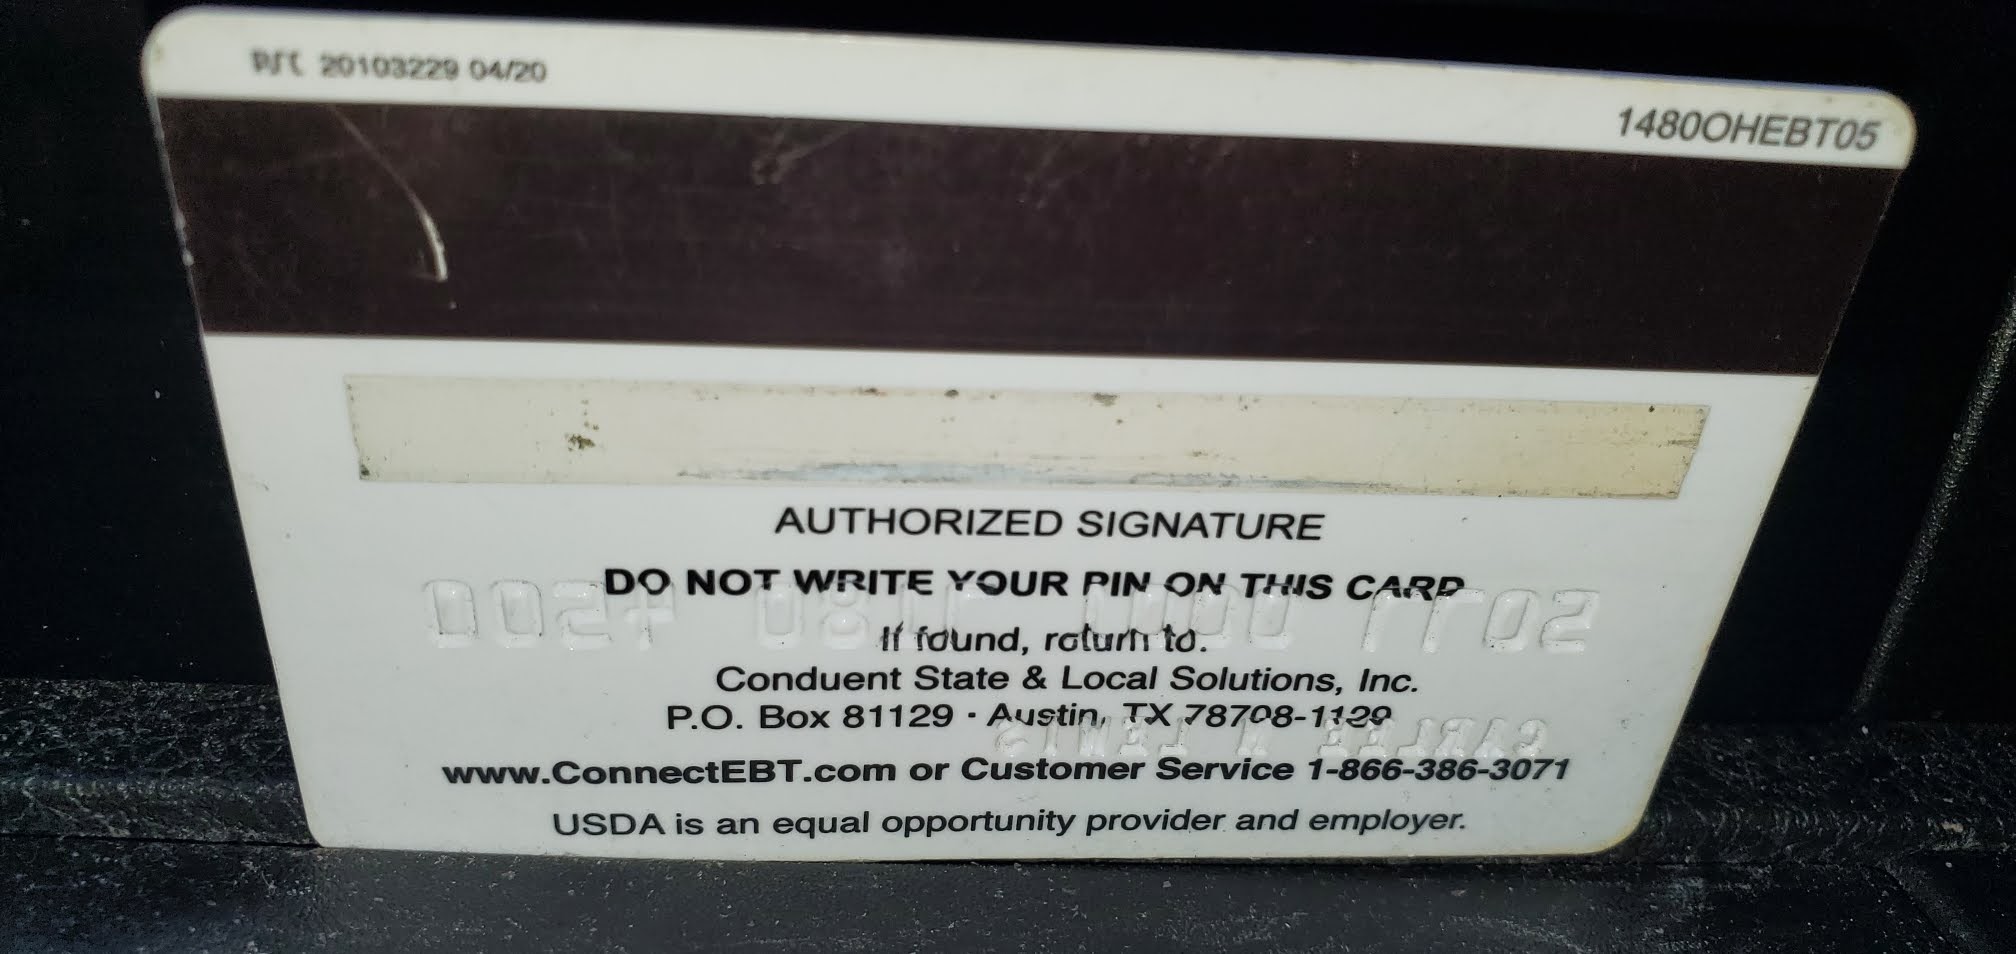 20103229 04/20
1480OHEBT05
AUTHORIZED SIGNATURE
DO NOT WRITE YOUR PIN ON THIS CARD
If found, return to:
Conduent State & Local Solutions, Inc.
P.O. Box 81129 · Austin, TX 78708-1129
www.ConnectEBT.com or Customer Service 1-866-386-3071
USDA is an equal opportunity provider and employer.